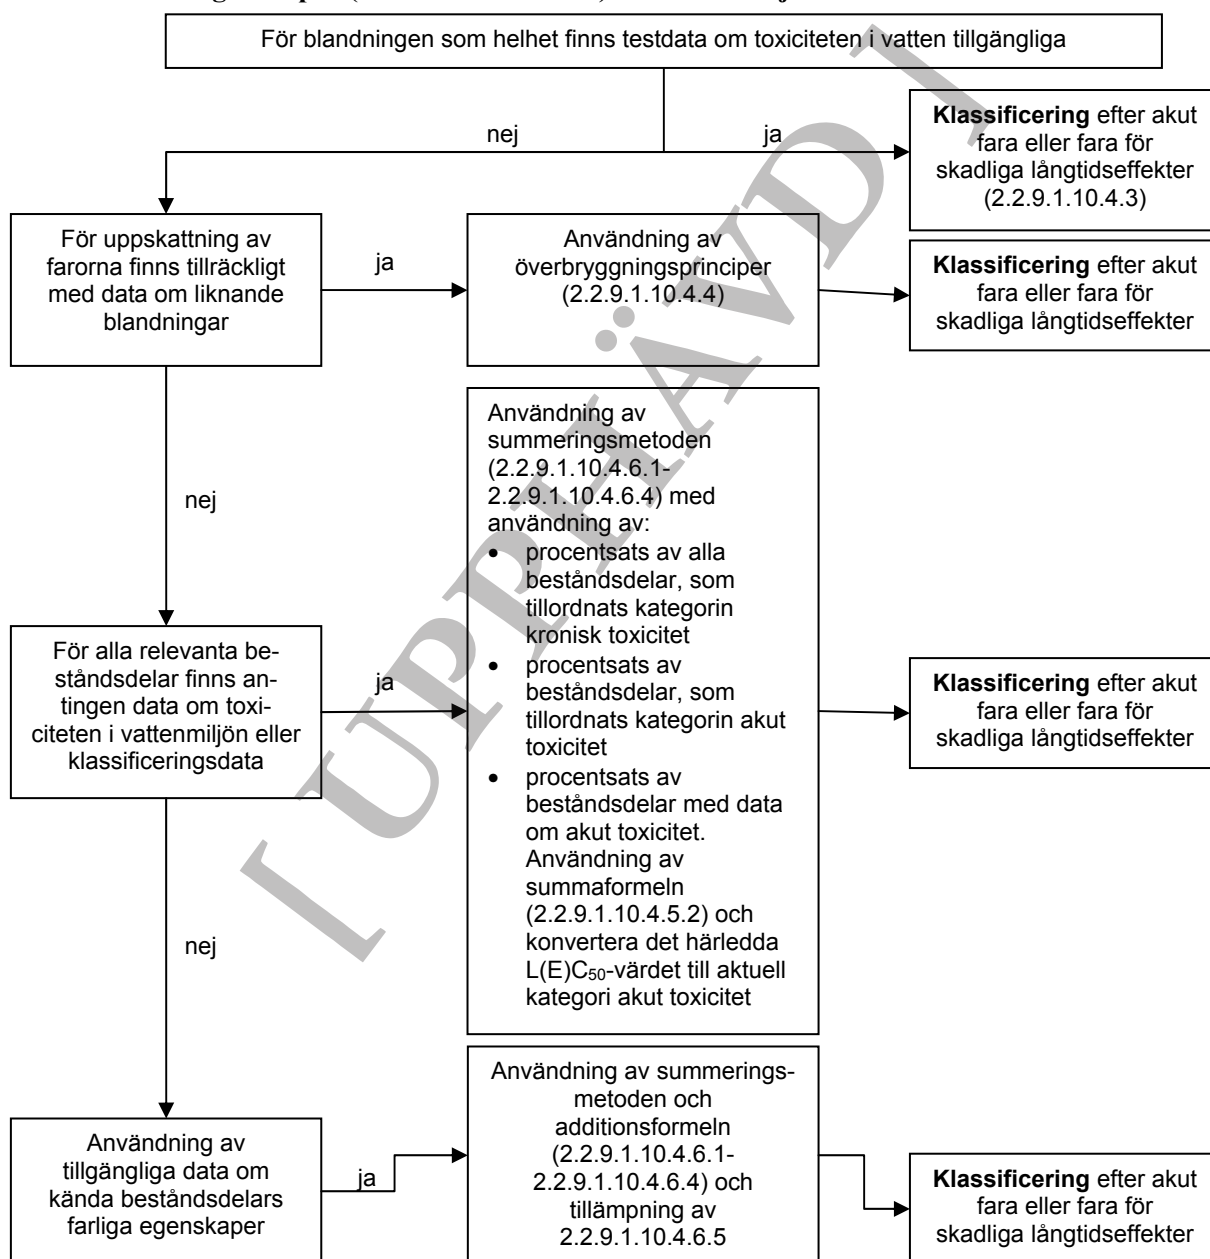 För blandningen som helhet finns testdata om toxiciteten i vatten tillgängliga
nej
ja
Klassificering efter akut
fara eller fara för
skadliga långtidseffekter
(2.2.9.1.10.4.3)
För uppskattning av
farorna finns tillräckligt
med data om liknande
blandningar
ja
Användning av
överbryggningsprinciper
(2.2.9.1.10.4.4)
Klassificering efter akut
fara eller fara för
skadliga långtidseffekter
nej
Användning av
summeringsmetoden
(2.2.9.1.10.4.6.1-
2.2.9.1.10.4.6.4) med
användning av:
• procentsats av alla
beståndsdelar, som
tillordnats kategorin
kronisk toxicitet
• procentsats av
beståndsdelar, som
tillordnats kategorin akut
toxicitet
• procentsats av
beståndsdelar med data
om akut toxicitet.
Användning av
summaformeln
(2.2.9.1.10.4.5.2) och
konvertera det härledda
L(E)C₅₀-värdet till aktuell
kategori akut toxicitet
För alla relevanta be-
ståndsdelar finns an-
tingen data om toxi-
citeten i vattenmiljön eller
klassificeringsdata
ja
Klassificering efter akut
fara eller fara för
skadliga långtidseffekter
nej
Användning av
tillgängliga data om
kända beståndsdelars
farliga egenskaper
ja
Användning av summerings-
metoden och
additionsformeln
(2.2.9.1.10.4.6.1-
2.2.9.1.10.4.6.4) och
tillämpning av
2.2.9.1.10.4.6.5
Klassificering efter akut
fara eller fara för
skadliga långtidseffekter
[ UPPHÄVD ]